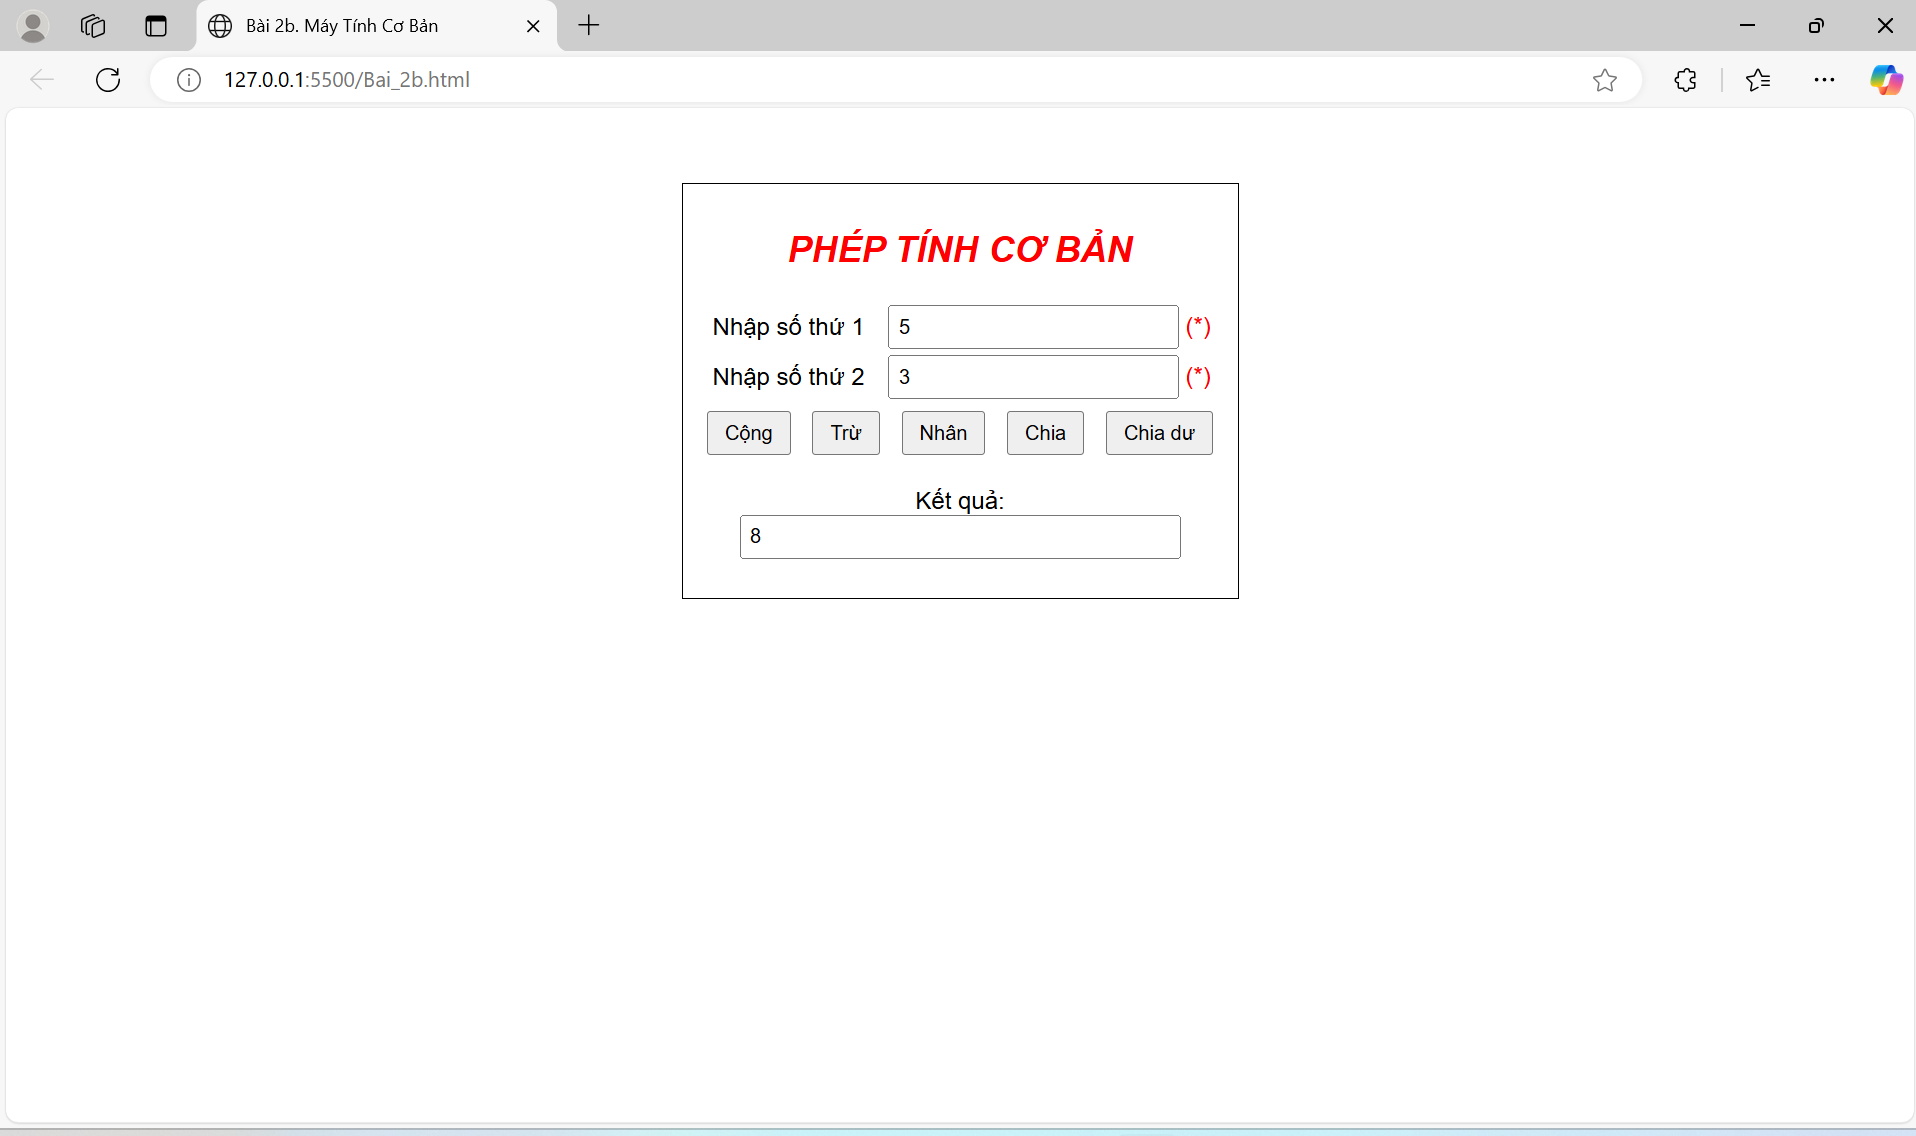 Bài 2b. Máy Tính Cơ Bản
127.0.0.1:5500/Bai_2b.html
PHÉP TÍNH CƠ BẢN
Nhập số thứ 1 5 (*)
Nhập số thứ 2 3 (*)
Cộng Trừ Nhân Chia Chia dư
Kết quả:
8